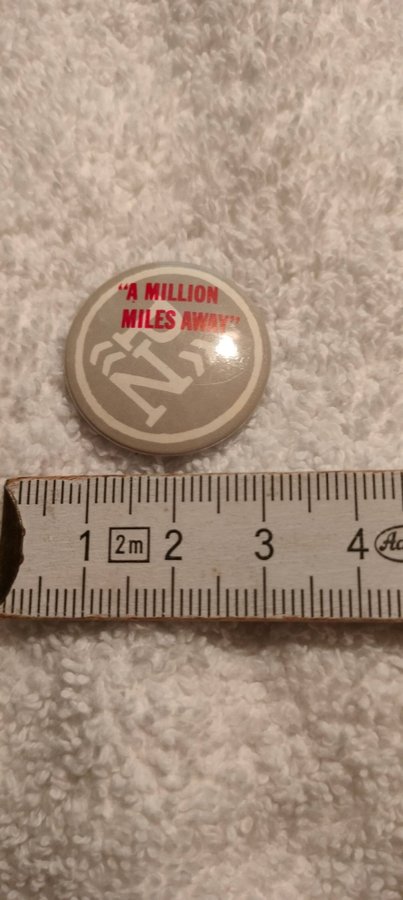 "A MILLION
MILES AWAY"
N
1 2m 2 3 4